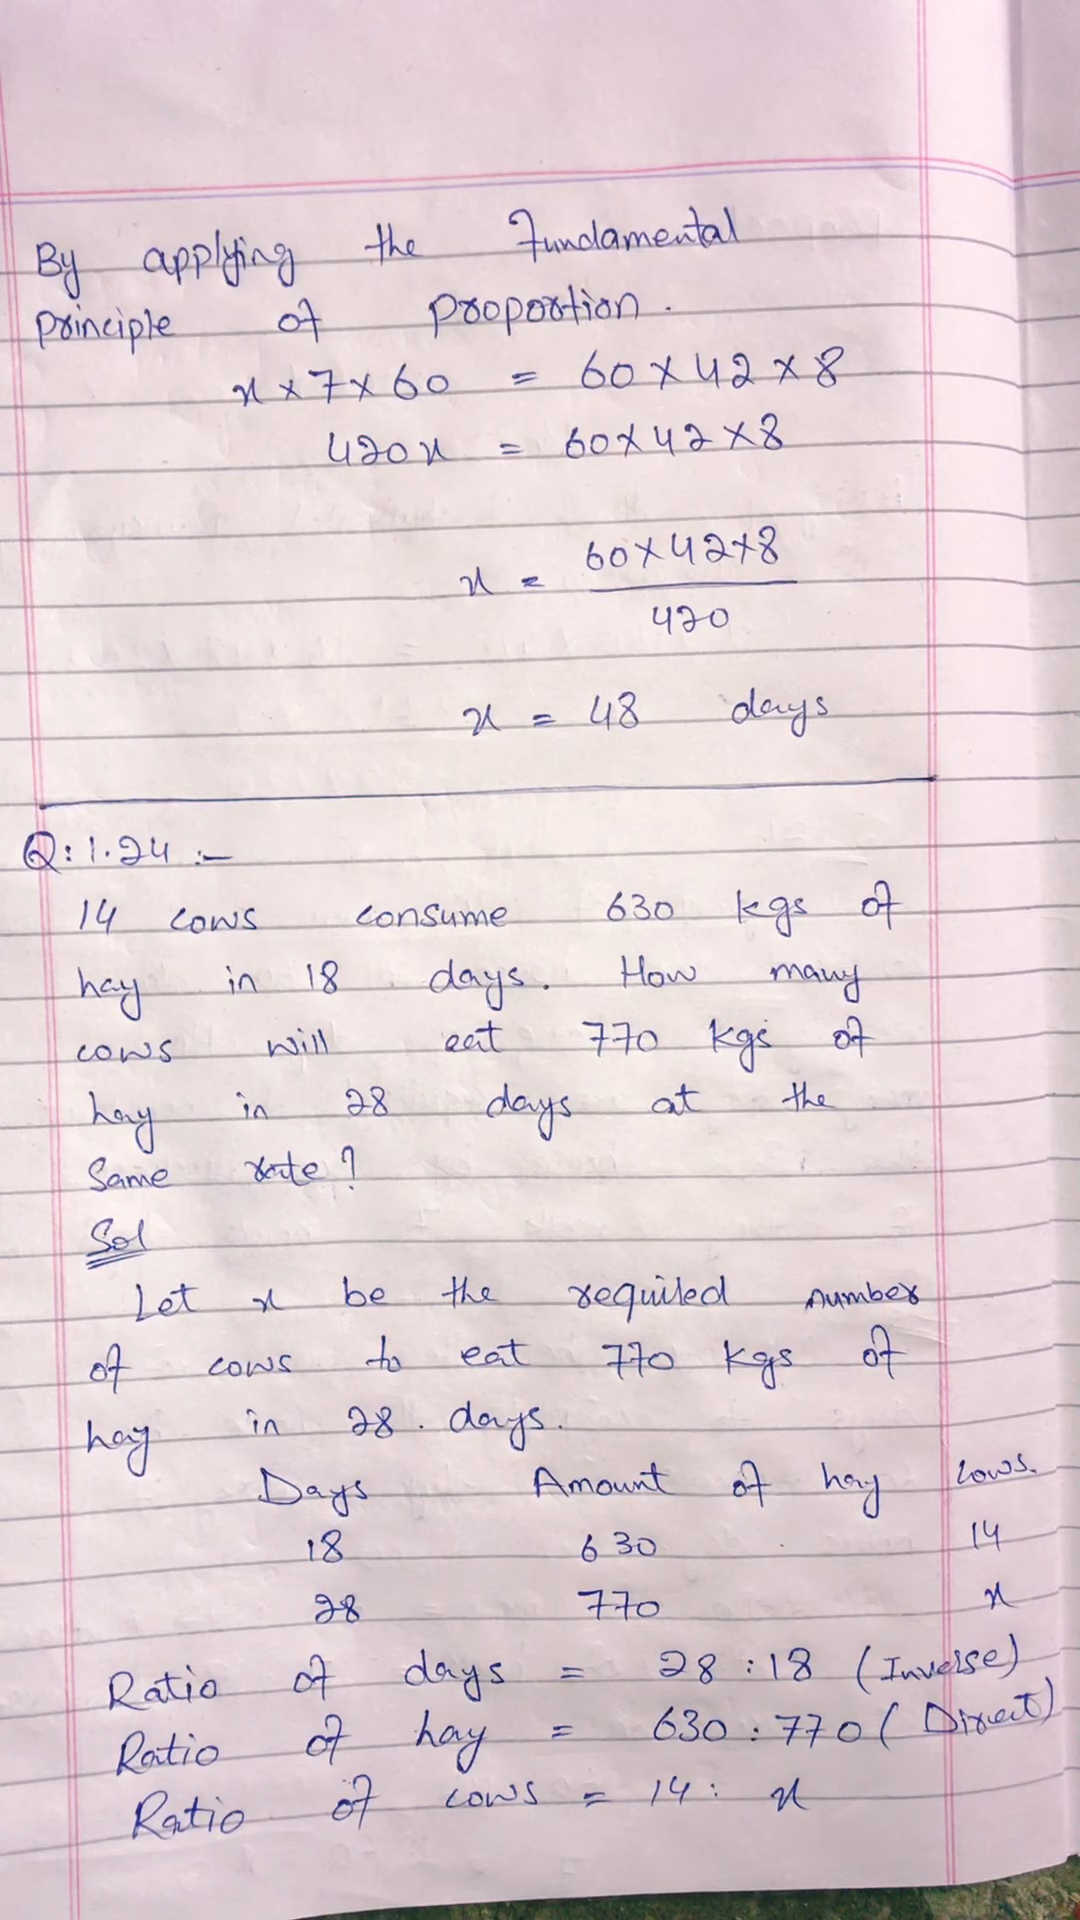 By applying the Fundamental
principle of proportion.
x × 7 × 60 = 60 × 42 × 8
420x = 60 × 42 × 8
x = 60×42×8 / 420
x = 48 days
Q: 1.24 :-
14 cows consume 630 kgs of
hay in 18 days. How many
cows will eat 770 kgs of
hay in 28 days at the
Same rate?
Sol
Let x be the required number
of cows to eat 770 kgs of
hay in 28. days.
Days Amount of hay cows.
18 630 14
28 770 x
Ratio of days = 28 : 18 (Inverse)
Ratio of hay = 630 : 770 (Direct)
Ratio of cows = 14 : x